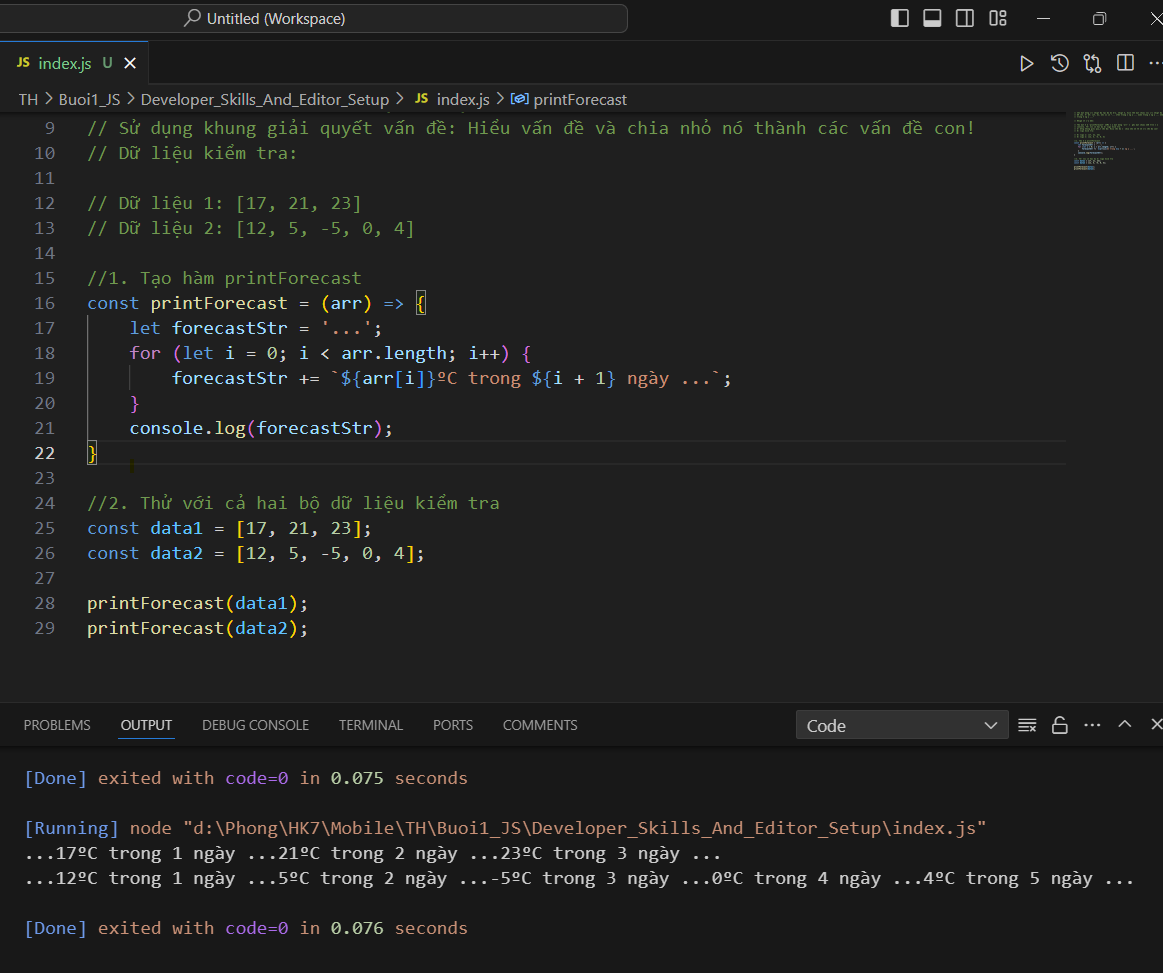 Untitled (Workspace)
JS index.js U
TH > Buoi1_JS > Developer_Skills_And_Editor_Setup > JS index.js > printForecast
9 // Sử dụng khung giải quyết vấn đề: Hiểu vấn đề và chia nhỏ nó thành các vấn đề con!
10 // Dữ liệu kiểm tra:
11
12 // Dữ liệu 1: [17, 21, 23]
13 // Dữ liệu 2: [12, 5, -5, 0, 4]
14
15 //1. Tạo hàm printForecast
16 const printForecast = (arr) => {
17 let forecastStr = '...';
18 for (let i = 0; i < arr.length; i++) {
19 forecastStr += `${arr[i]}ºC trong ${i + 1} ngày ...`;
20 }
21 console.log(forecastStr);
22 }
23
24 //2. Thử với cả hai bộ dữ liệu kiểm tra
25 const data1 = [17, 21, 23];
26 const data2 = [12, 5, -5, 0, 4];
27
28 printForecast(data1);
29 printForecast(data2);
PROBLEMS OUTPUT DEBUG CONSOLE TERMINAL PORTS COMMENTS Code
[Done] exited with code=0 in 0.075 seconds
[Running] node "d:\Phong\HK7\Mobile\TH\Buoi1_JS\Developer_Skills_And_Editor_Setup\index.js"
...17ºC trong 1 ngày ...21ºC trong 2 ngày ...23ºC trong 3 ngày ...
...12ºC trong 1 ngày ...5ºC trong 2 ngày ...-5ºC trong 3 ngày ...0ºC trong 4 ngày ...4ºC trong 5 ngày ...
[Done] exited with code=0 in 0.076 seconds